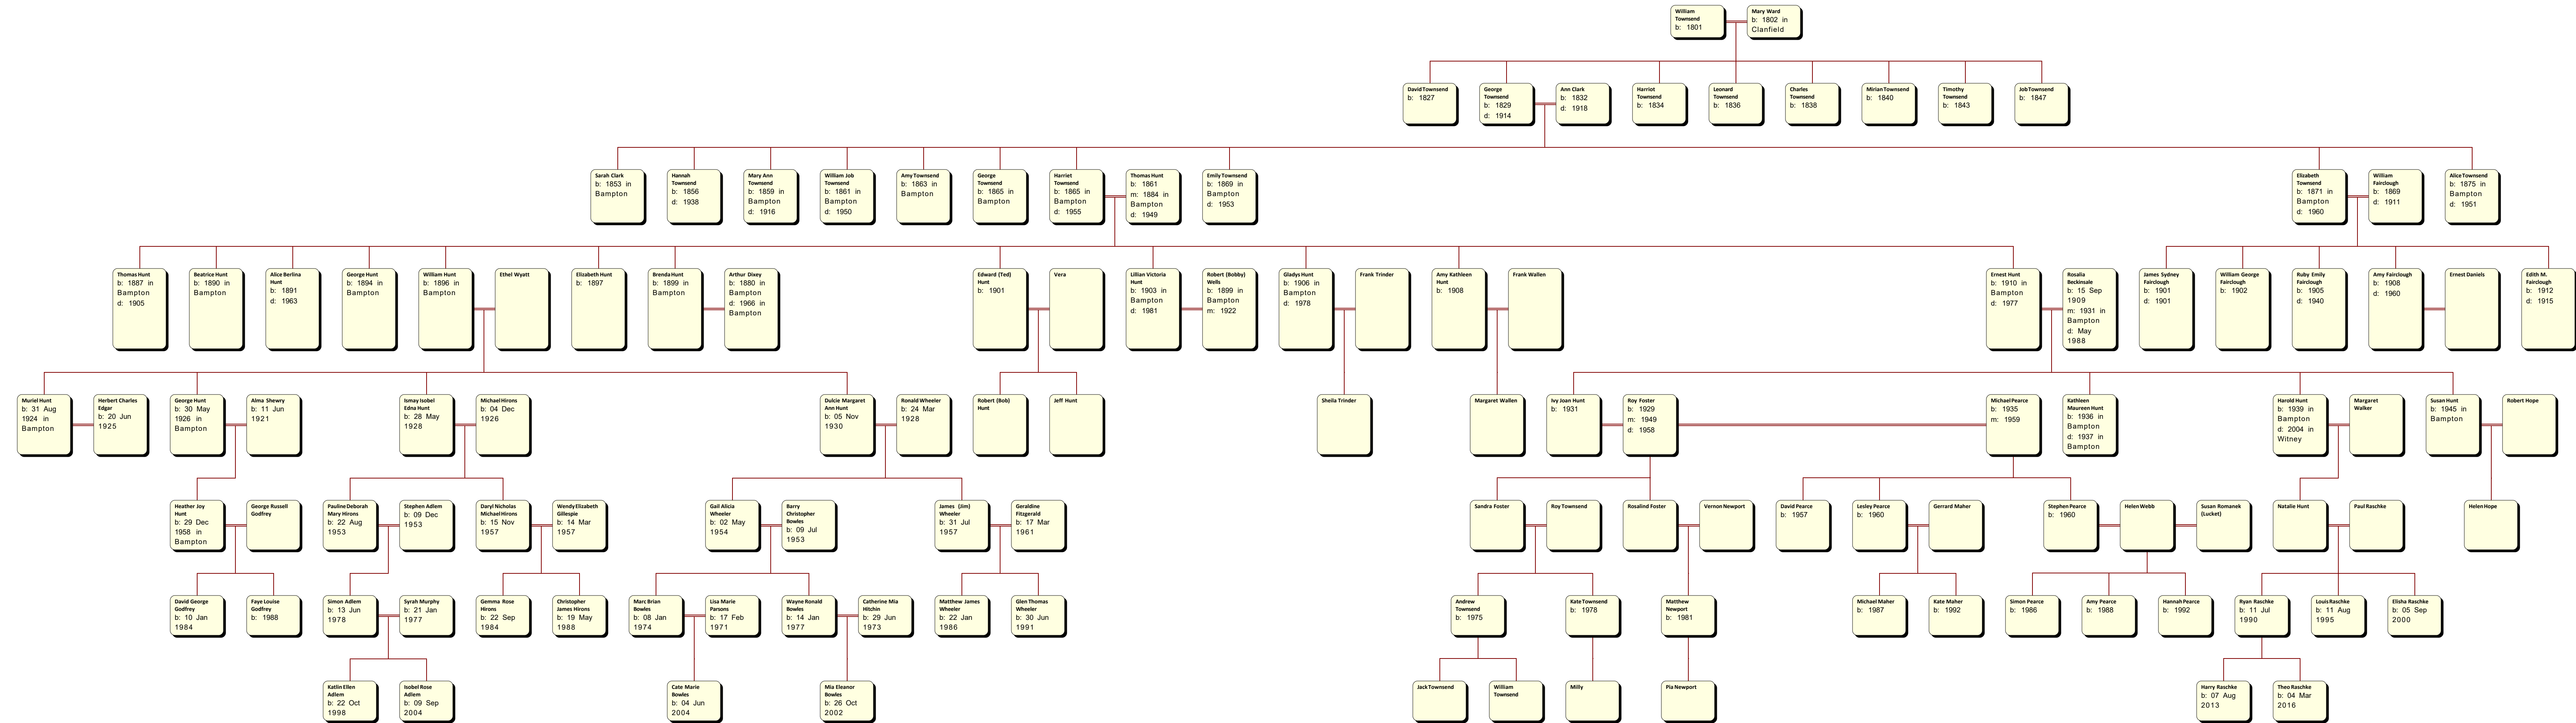 William
Townsend
b: 1801
Mary Ward
b: 1802 in
Clanfield
David Townsend
b: 1827
George
Townsend
b: 1829
d: 1914
Ann Clark
b: 1832
d: 1918
Harriot
Townsend
b: 1834
Leonard
Townsend
b: 1836
Charles
Townsend
b: 1838
Mirian Townsend
b: 1840
Timothy
Townsend
b: 1843
Job Townsend
b: 1847
Sarah Clark
b: 1853 in
Bampton
Hannah
Townsend
b: 1856
d: 1938
Mary Ann
Townsend
b: 1859 in
Bampton
d: 1916
William Job
Townsend
b: 1861 in
Bampton
d: 1950
Amy Townsend
b: 1863 in
Bampton
George
Townsend
b: 1865 in
Bampton
Harriet
Townsend
b: 1865 in
Bampton
d: 1955
Thomas Hunt
b: 1861
m: 1884 in
Bampton
d: 1949
Emily Townsend
b: 1869 in
Bampton
d: 1953
Elizabeth
Townsend
b: 1871 in
Bampton
d: 1960
William
Fairclough
b: 1869
d: 1911
Alice Townsend
b: 1875 in
Bampton
d: 1951
Thomas Hunt
b: 1887 in
Bampton
d: 1905
Beatrice Hunt
b: 1890 in
Bampton
Alice Berlina
Hunt
b: 1891
d: 1963
George Hunt
b: 1894 in
Bampton
William Hunt
b: 1896 in
Bampton
Ethel Wyatt
Elizabeth Hunt
b: 1897
Brenda Hunt
b: 1899 in
Bampton
Arthur Dixey
b: 1880 in
Bampton
d: 1966 in
Bampton
Edward (Ted)
Hunt
b: 1901
Vera
Lillian Victoria
Hunt
b: 1903 in
Bampton
d: 1981
Robert (Bobby)
Wells
b: 1899 in
Bampton
m: 1922
Gladys Hunt
b: 1906 in
Bampton
d: 1978
Frank Trinder
Amy Kathleen
Hunt
b: 1908
Frank Wallen
Ernest Hunt
b: 1910 in
Bampton
d: 1977
Rosalia
Beckinsale
b: 15 Sep
1909
m: 1931 in
Bampton
d: May
1988
James Sydney
Fairclough
b: 1901
d: 1901
William George
Fairclough
b: 1902
Ruby Emily
Fairclough
b: 1905
d: 1940
Amy Fairclough
b: 1908
d: 1960
Ernest Daniels
Edith M.
Fairclough
b: 1912
d: 1915
Muriel Hunt
b: 31 Aug
1924 in
Bampton
Herbert Charles
Edgar
b: 20 Jun
1925
George Hunt
b: 30 May
1926 in
Bampton
Alma Shewry
b: 11 Jun
1921
Ismay Isobel
Edna Hunt
b: 28 May
1928
Michael Hirons
b: 04 Dec
1926
Dulcie Margaret
Ann Hunt
b: 05 Nov
1930
Ronald Wheeler
b: 24 Mar
1928
Robert (Bob)
Hunt
Jeff Hunt
Sheila Trinder
Margaret Wallen
Ivy Joan Hunt
b: 1931
Roy Foster
b: 1929
m: 1949
d: 1958
Michael Pearce
b: 1935
m: 1959
Kathleen
Maureen Hunt
b: 1936 in
Bampton
d: 1937 in
Bampton
Harold Hunt
b: 1939 in
Bampton
d: 2004 in
Witney
Margaret
Walker
Susan Hunt
b: 1945 in
Bampton
Robert Hope
Heather Joy
Hunt
b: 29 Dec
1958 in
Bampton
George Russell
Godfrey
Pauline Deborah
Mary Hirons
b: 22 Aug
1953
Stephen Adlem
b: 09 Dec
1953
Daryl Nicholas
Michael Hirons
b: 15 Nov
1957
Wendy Elizabeth
Gillespie
b: 14 Mar
1957
Gail Alicia
Wheeler
b: 02 May
1954
Barry
Christopher
Bowles
b: 09 Jul
1953
James (Jim)
Wheeler
b: 31 Jul
1957
Geraldine
Fitzgerald
b: 17 Mar
1961
Sandra Foster
Roy Townsend
Rosalind Foster
Vernon Newport
David Pearce
b: 1957
Lesley Pearce
b: 1960
Gerrard Maher
Stephen Pearce
b: 1960
Helen Webb
Susan Romanek
(Lucket)
Natalie Hunt
Paul Raschke
Helen Hope
David George
Godfrey
b: 10 Jan
1984
Faye Louise
Godfrey
b: 1988
Simon Adlem
b: 13 Jun
1978
Syrah Murphy
b: 21 Jan
1977
Gemma Rose
Hirons
b: 22 Sep
1984
Christopher
James Hirons
b: 19 May
1988
Marc Brian
Bowles
b: 08 Jan
1974
Lisa Marie
Parsons
b: 17 Feb
1971
Wayne Ronald
Bowles
b: 14 Jan
1977
Catherine Mia
Hitchin
b: 29 Jun
1973
Matthew James
Wheeler
b: 22 Jan
1986
Glen Thomas
Wheeler
b: 30 Jun
1991
Andrew
Townsend
b: 1975
Kate Townsend
b: 1978
Matthew
Newport
b: 1981
Michael Maher
b: 1987
Kate Maher
b: 1992
Simon Pearce
b: 1986
Amy Pearce
b: 1988
Hannah Pearce
b: 1992
Ryan Raschke
b: 11 Jul
1990
Louis Raschke
b: 11 Aug
1995
Elisha Raschke
b: 05 Sep
2000
Katlin Ellen
Adlem
b: 22 Oct
1998
Isobel Rose
Adlem
b: 09 Sep
2004
Cate Marie
Bowles
b: 04 Jun
2004
Mia Eleanor
Bowles
b: 26 Oct
2002
Jack Townsend
William
Townsend
Milly
Pia Newport
Harry Raschke
b: 07 Aug
2013
Theo Raschke
b: 04 Mar
2016